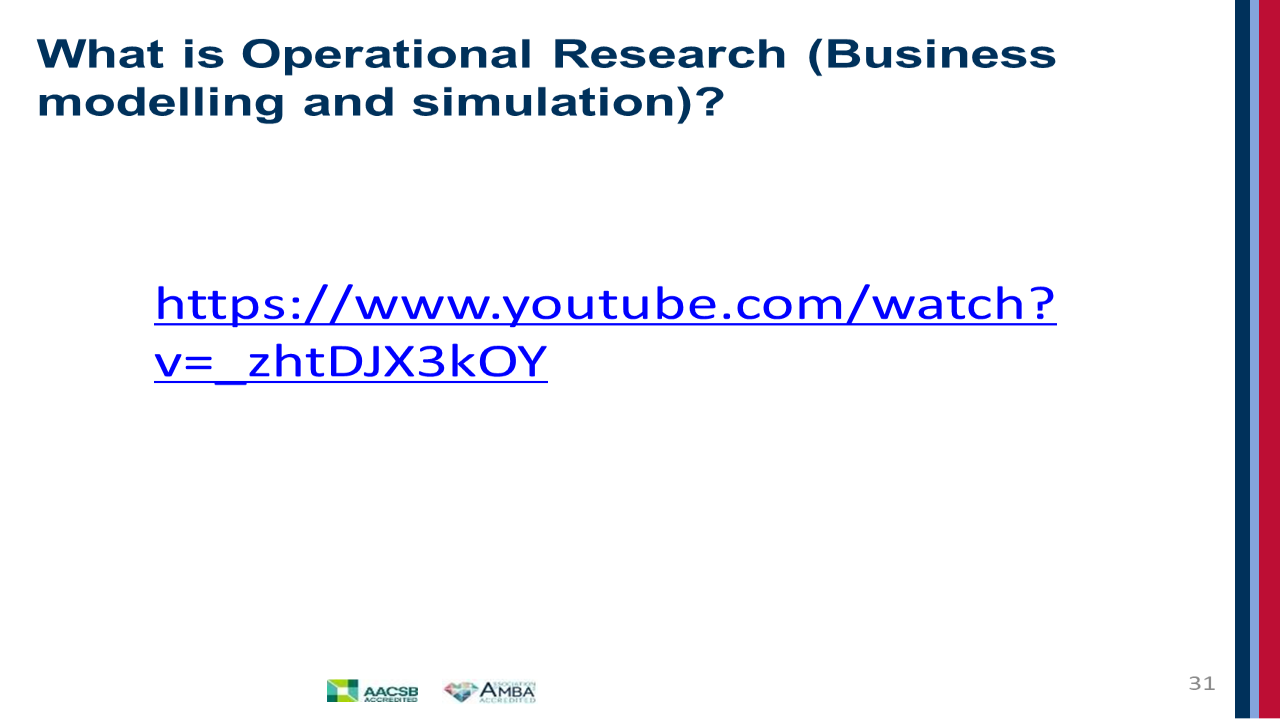 What is Operational Research (Business
modelling and simulation)?
https://www.youtube.com/watch?
v=_zhtDJX3kOY
AACSB
ACCREDITED
ASSOCIATION
AMBA
ACCREDITED
31